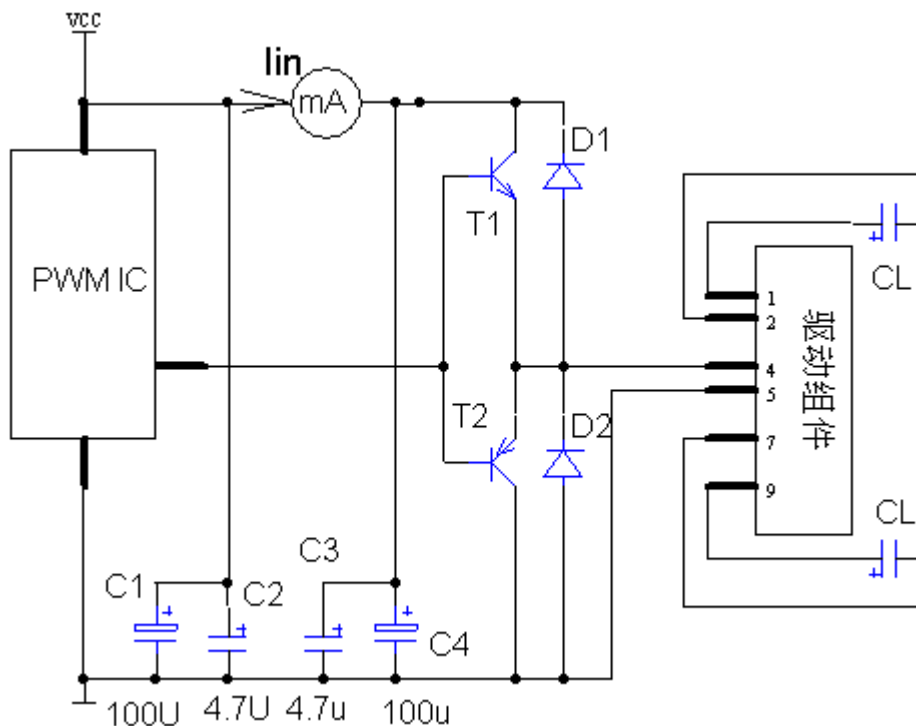 VCC
Iin
mA
D1
T1
PWM IC
CL
1
2
驱动组件
4
5
T2
D2
7
9
CL
C3
C1
C2
C4
100U
4.7U
4.7u
100u